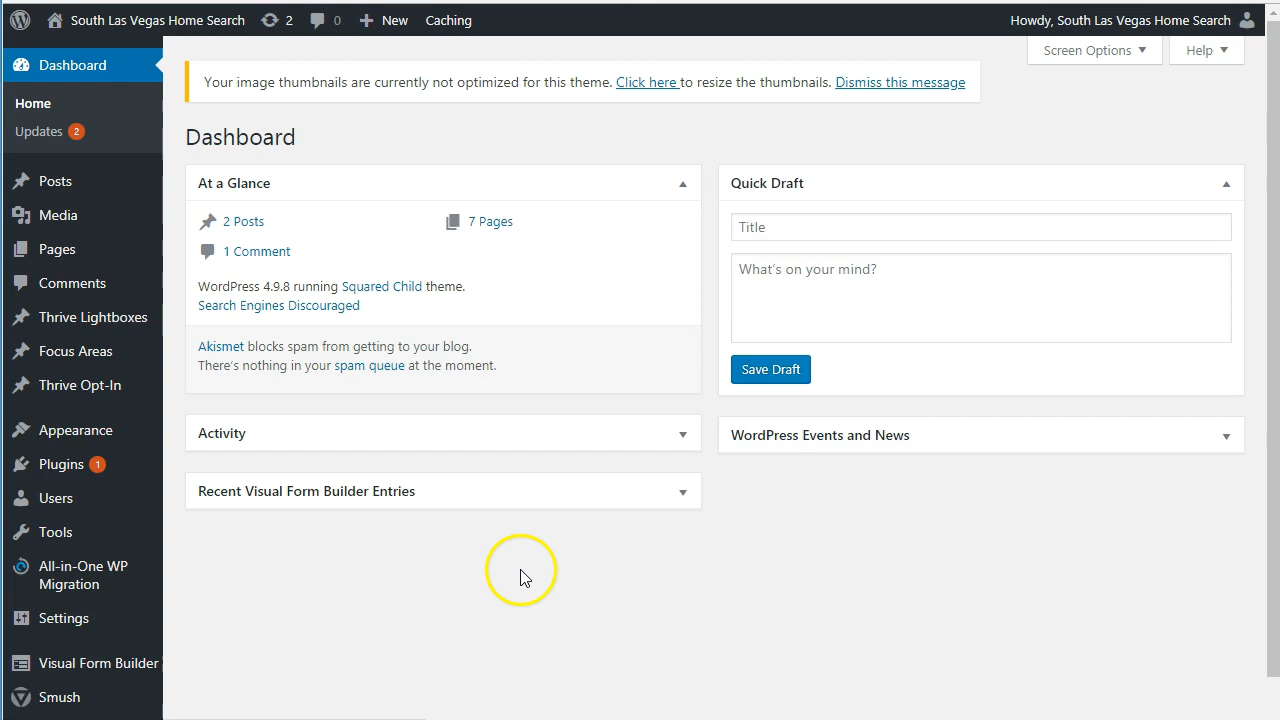 South Las Vegas Home Search 2 0 New Caching Howdy, South Las Vegas Home Search
Screen Options Help
Dashboard
Home
Updates 2
Posts
Media
Pages
Comments
Thrive Lightboxes
Focus Areas
Thrive Opt-In
Appearance
Plugins 1
Users
Tools
All-in-One WP
Migration
Settings
Visual Form Builder
Smush
Your image thumbnails are currently not optimized for this theme. Click here to resize the thumbnails. Dismiss this message
Dashboard
At a Glance
2 Posts 7 Pages
1 Comment
WordPress 4.9.8 running Squared Child theme.
Search Engines Discouraged
Akismet blocks spam from getting to your blog.
There's nothing in your spam queue at the moment.
Activity
Recent Visual Form Builder Entries
Quick Draft
Title
What's on your mind?
Save Draft
WordPress Events and News